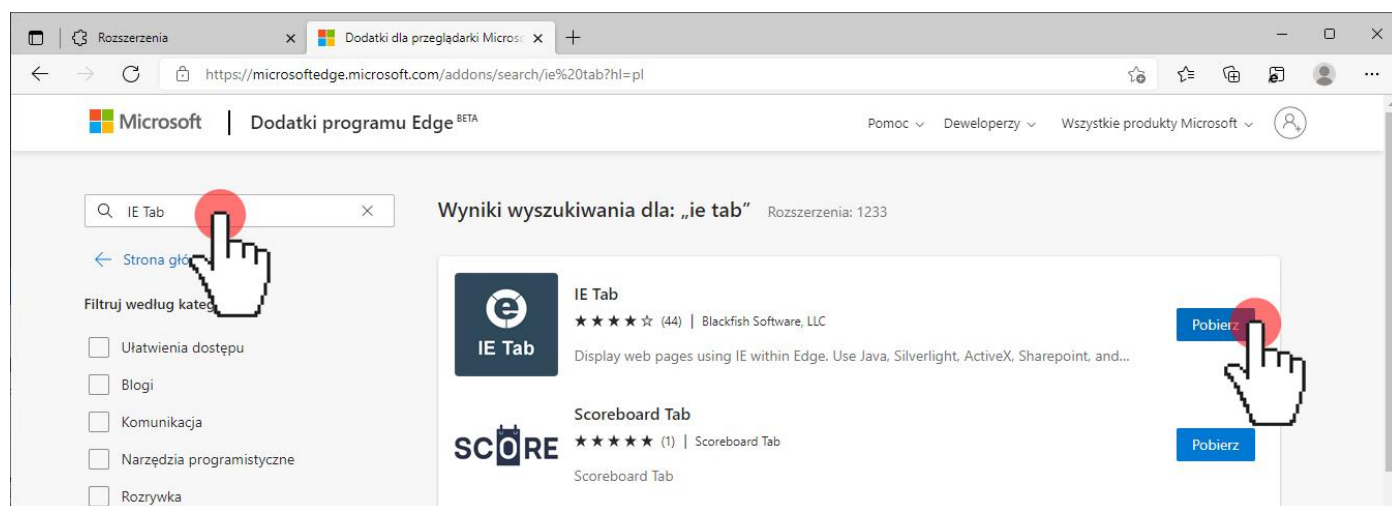 Rozszerzenia
Dodatki dla przeglądarki Micros
https://microsoftedge.microsoft.com/addons/search/ie%20tab?hl=pl
Microsoft | Dodatki programu Edge BETA
Pomoc Deweloperzy Wszystkie produkty Microsoft
IE Tab
Wyniki wyszukiwania dla: „ie tab” Rozszerzenia: 1233
Strona
Filtruj według
Ułatwienia dostępu
Blogi
Komunikacja
Narzędzia programistyczne
Rozrywka
IE Tab
IE Tab
(44) | Blackfish Software, LLC
Display web pages using IE within Edge. Use Java, Silverlight, ActiveX, Sharepoint, and...
Pobierz
SCORE
Scoreboard Tab
(1) | Scoreboard Tab
Scoreboard Tab
Pobierz